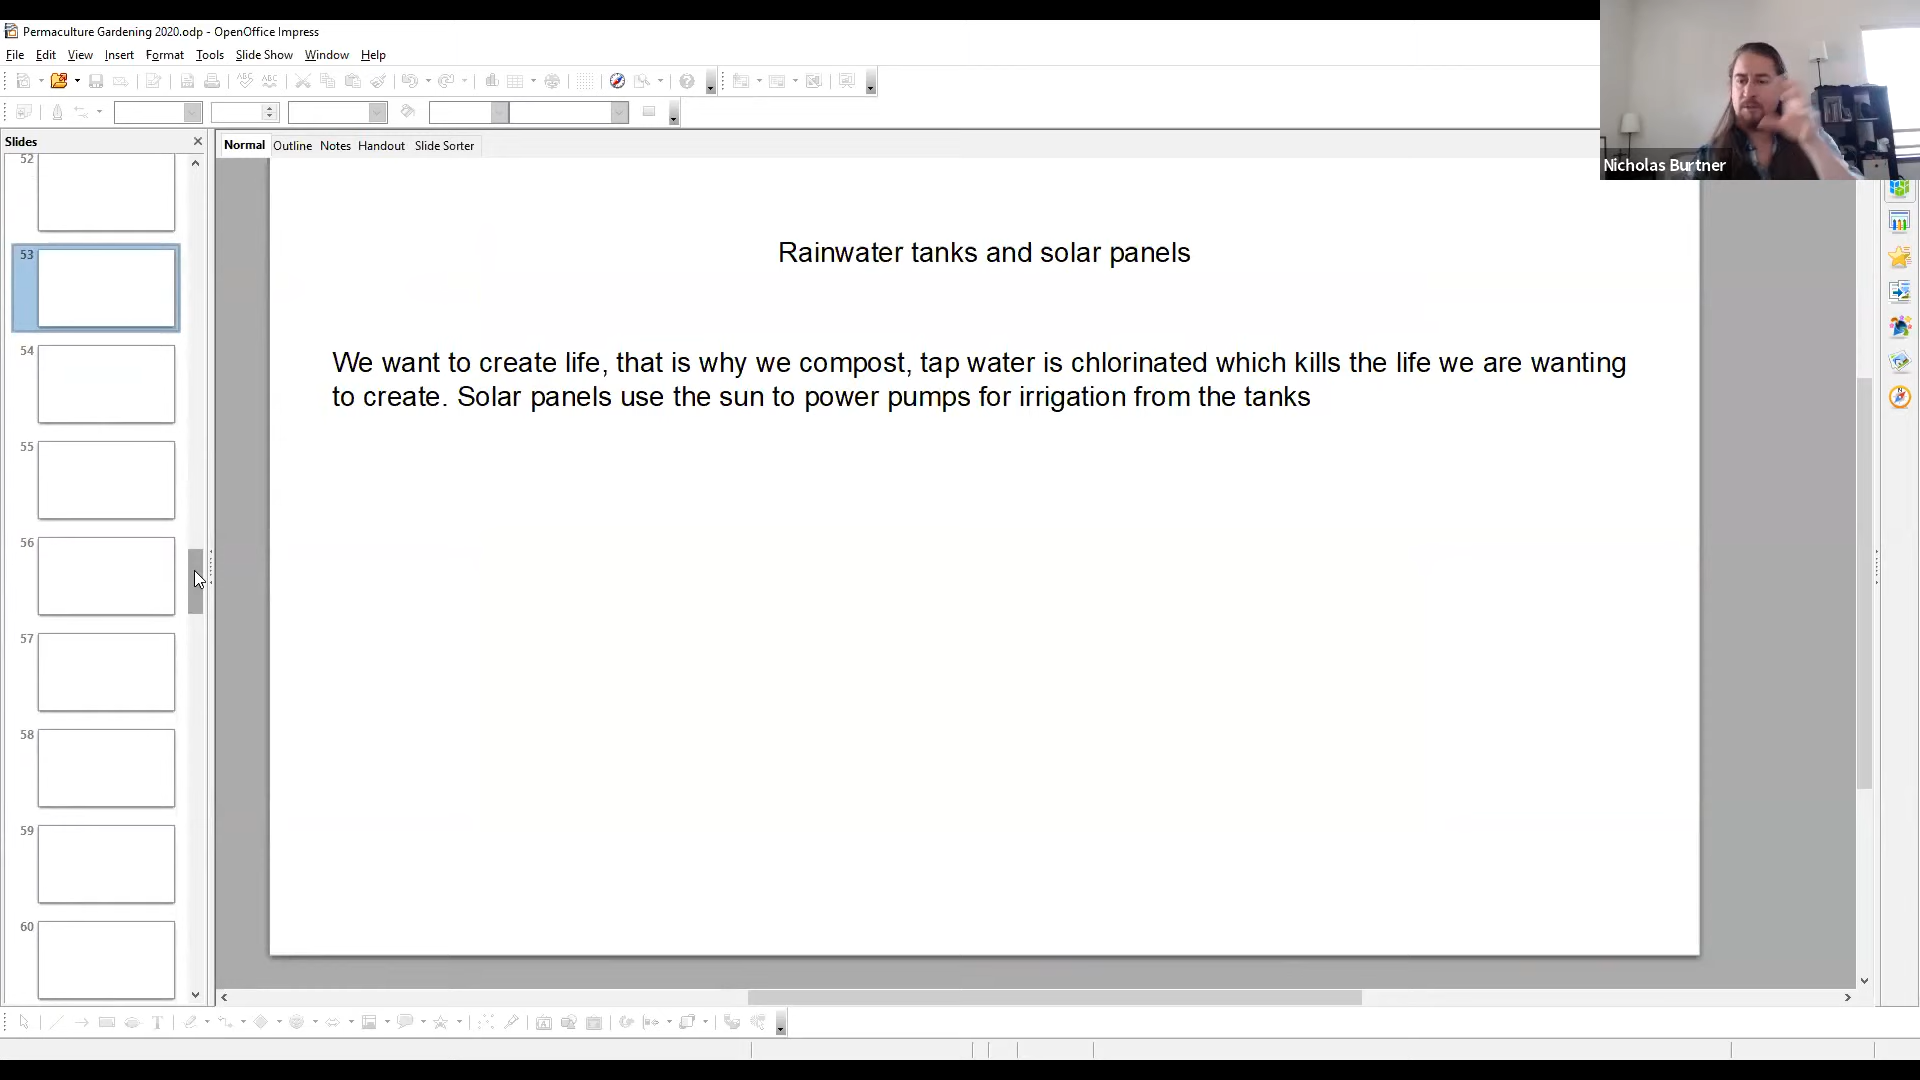 Permaculture Gardening 2020.odp - OpenOffice Impress
File Edit View Insert Format Tools Slide Show Window Help
Slides
Normal Outline Notes Handout Slide Sorter
Nicholas Burtner
52
53
54
55
56
57
58
59
60
Rainwater tanks and solar panels
We want to create life, that is why we compost, tap water is chlorinated which kills the life we are wanting
to create. Solar panels use the sun to power pumps for irrigation from the tanks